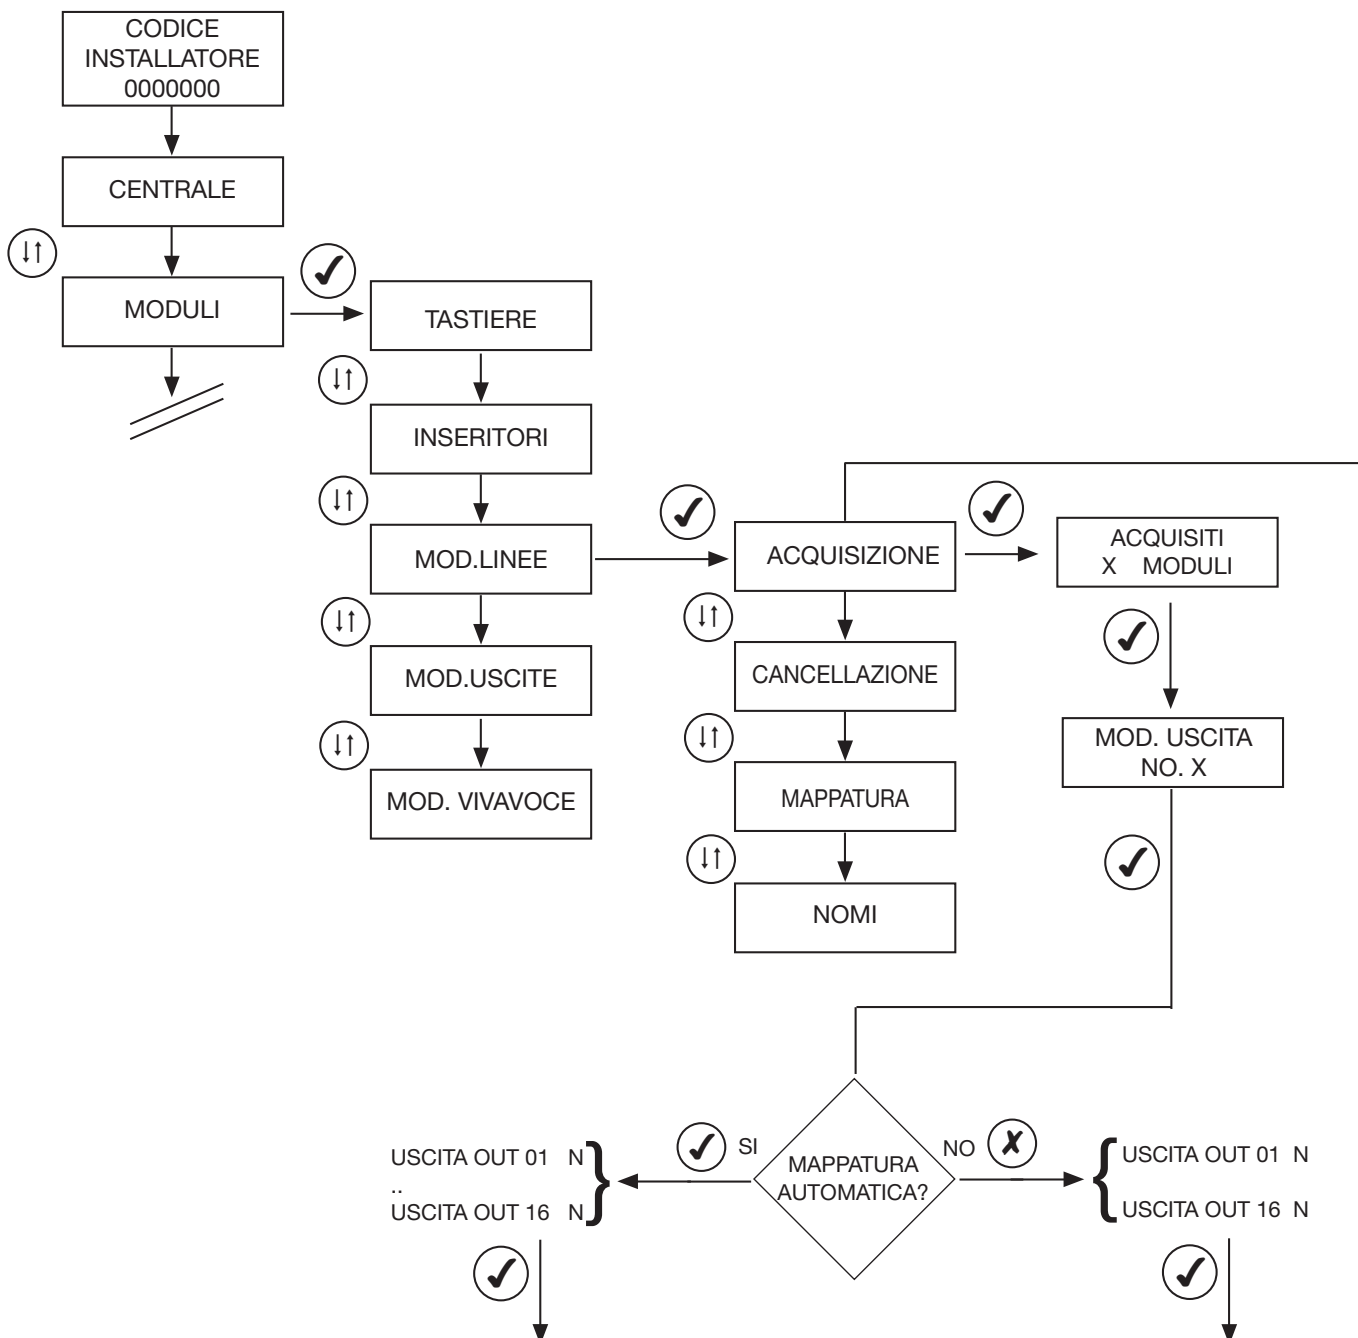 CODICE
INSTALLATORE
0000000
CENTRALE
MODULI
TASTIERE
INSERITORI
MOD.LINEE
MOD.USCITE
MOD. VIVAVOCE
ACQUISIZIONE
CANCELLAZIONE
MAPPATURA
NOMI
ACQUISITI
X MODULI
MOD. USCITA
NO. X
MAPPATURA
AUTOMATICA?
SI
NO
USCITA OUT 01 N
..
USCITA OUT 16 N
USCITA OUT 01 N
USCITA OUT 16 N